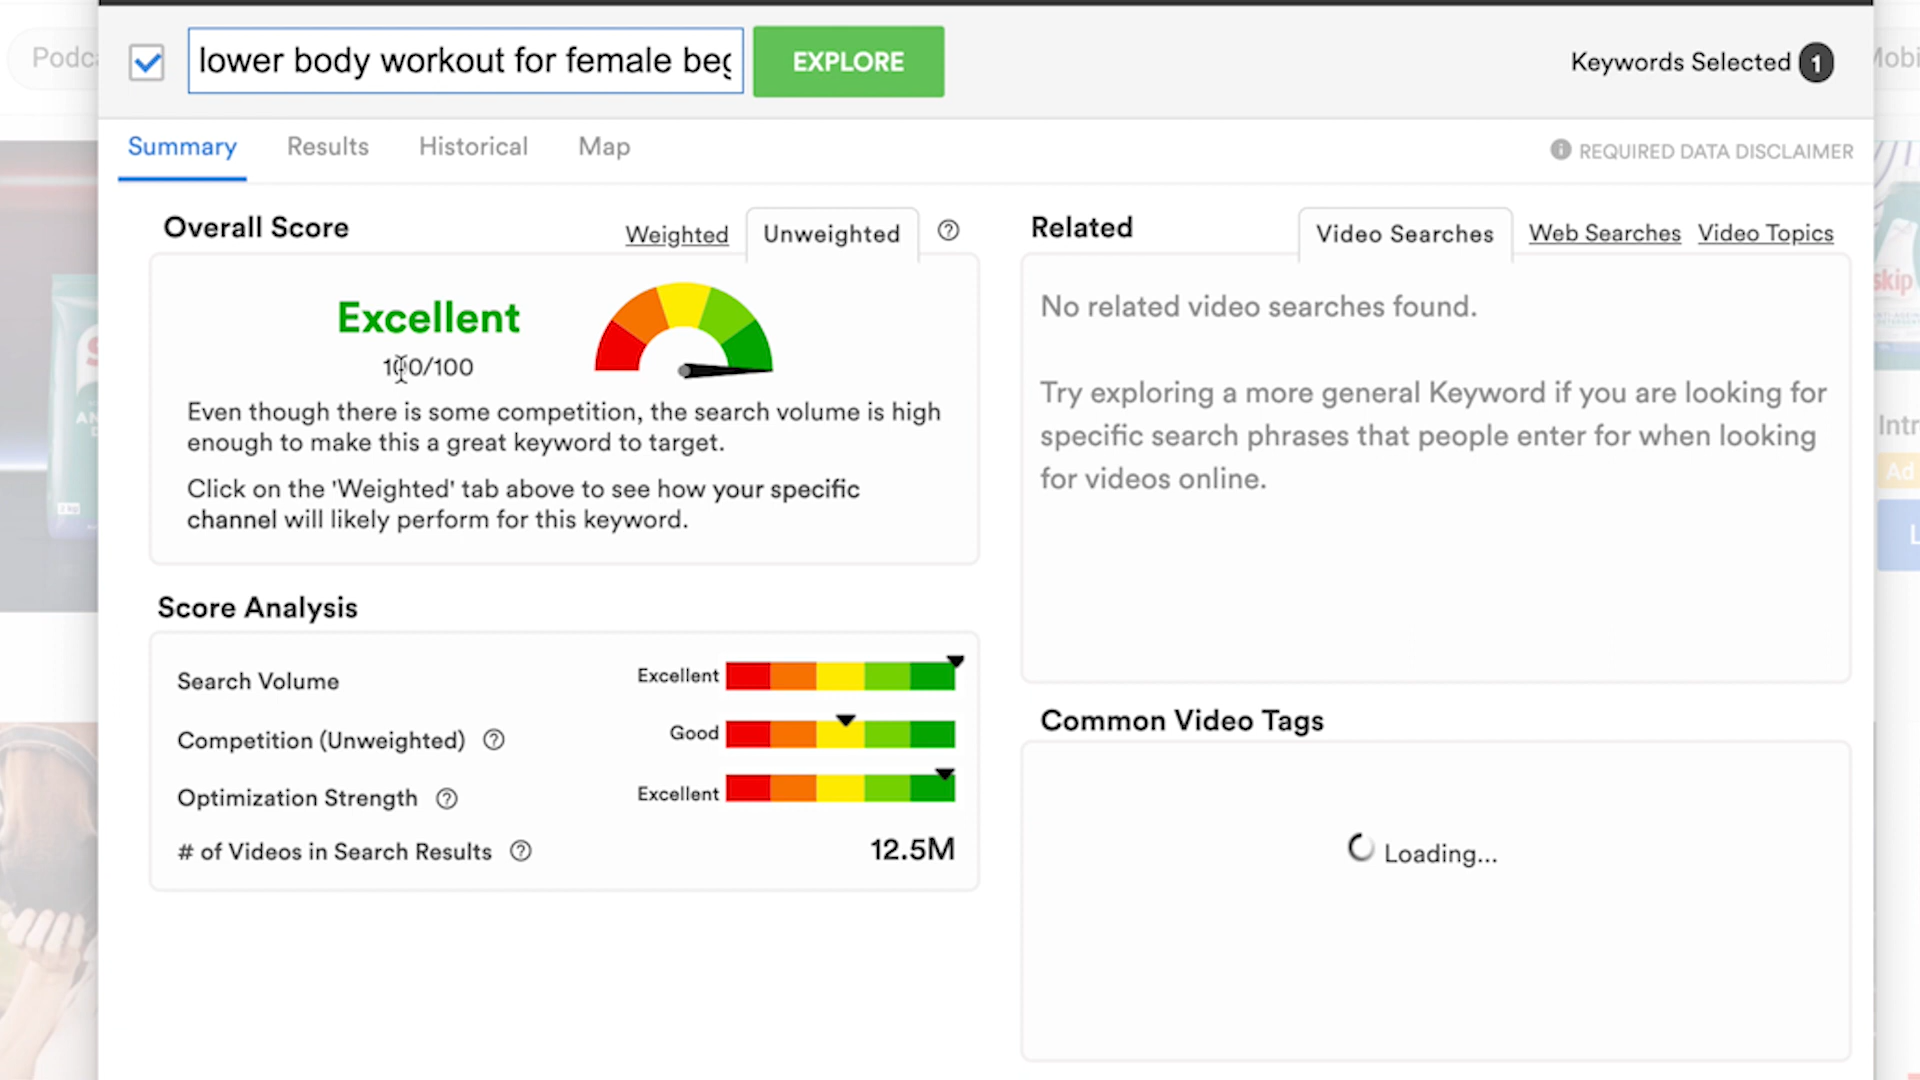 Podca
lower body workout for female beg
EXPLORE
Keywords Selected 1
Mobi
Summary
Results
Historical
Map
REQUIRED DATA DISCLAIMER
Overall Score
Weighted
Unweighted
Related
Video Searches
Web Searches
Video Topics
Excellent
100/100
Even though there is some competition, the search volume is high
enough to make this a great keyword to target.
Click on the 'Weighted' tab above to see how your specific
channel will likely perform for this keyword.
No related video searches found.
Try exploring a more general Keyword if you are looking for
specific search phrases that people enter for when looking
for videos online.
skip
Intr
Ad
Score Analysis
Search Volume
Excellent
Competition (Unweighted)
Good
Optimization Strength
Excellent
# of Videos in Search Results
12.5M
Common Video Tags
Loading...